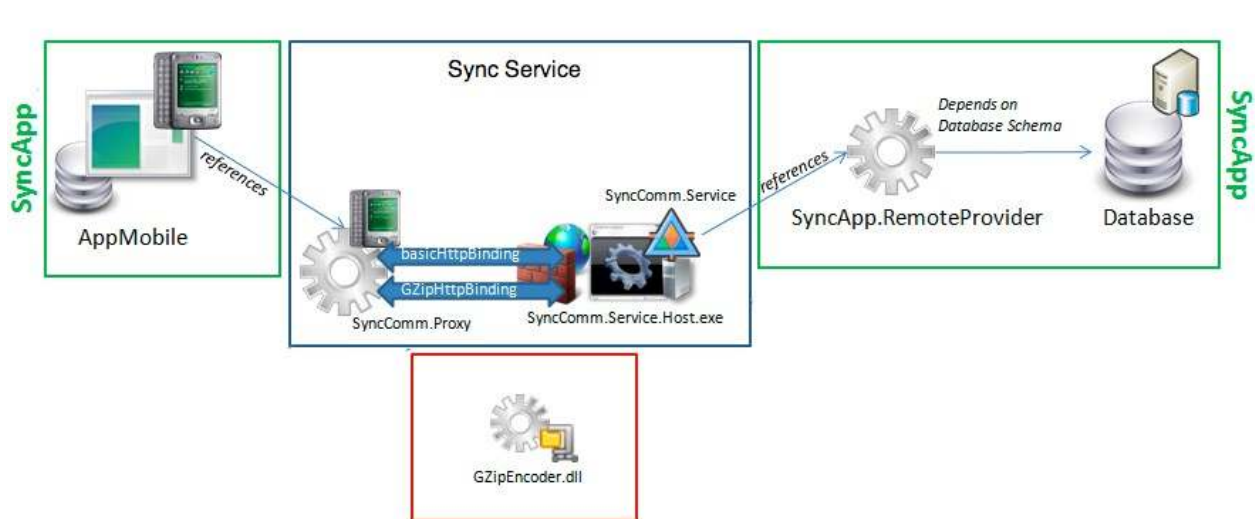 Sync Service
SyncApp
AppMobile
references
basicHttpBinding
GZipHttpBinding
SyncComm.Proxy
SyncComm.Service
SyncComm.Service.Host.exe
references
Depends on
Database Schema
SyncApp.RemoteProvider
Database
SyncApp
GZipEncoder.dll